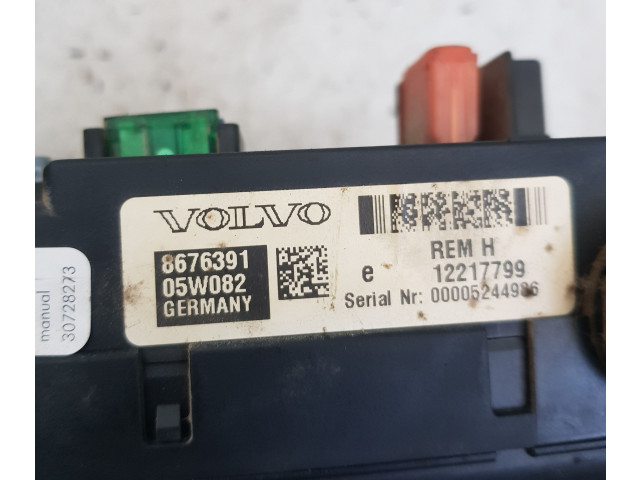 VOLVO
8676391
05W082
GERMANY
REM H
e 12217799
Serial Nr: 00005244986
manual
30728273